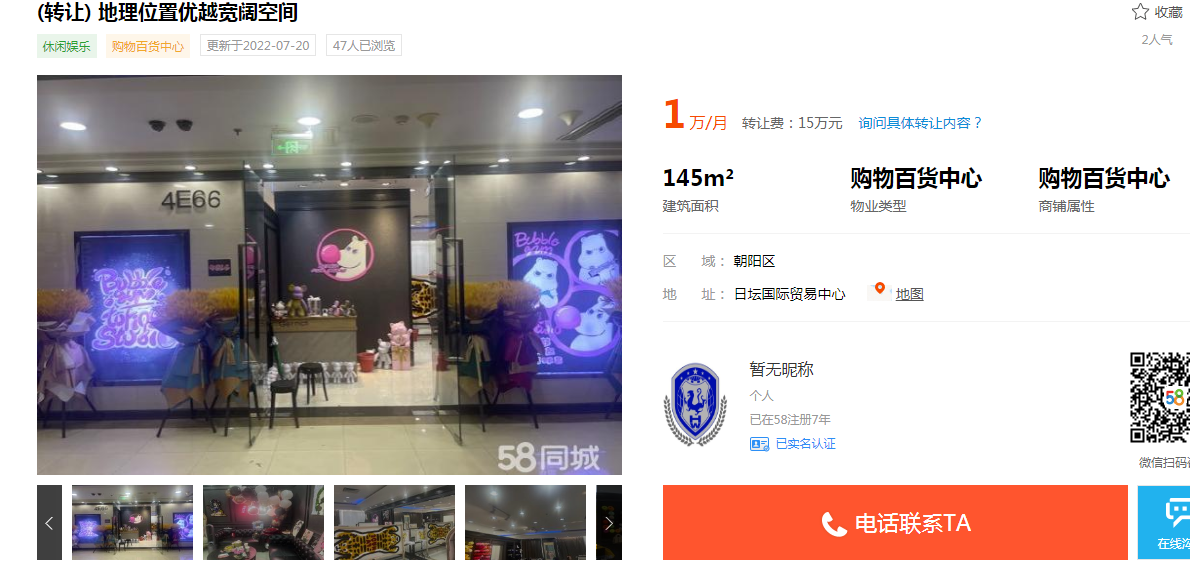 (转让) 地理位置优越宽阔空间
收藏
休闲娱乐 购物百货中心 更新于2022-07-20 47人已浏览
2人气
1 万/月 转让费：15万元 询问具体转让内容？
145m² 购物百货中心 购物百货中心
建筑面积 物业类型 商铺属性
区 域： 朝阳区
地 址： 日坛国际贸易中心 地图
4E66
Bubble
58同城
暂无昵称
个人
已在58注册7年
已实名认证
58
微信扫码
电话联系TA
在线